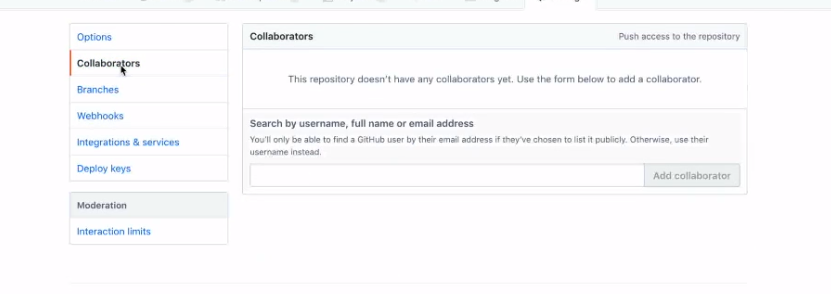 Options
Collaborators
Branches
Webhooks
Integrations & services
Deploy keys
Moderation
Interaction limits
Collaborators
Push access to the repository
This repository doesn't have any collaborators yet. Use the form below to add a collaborator.
Search by username, full name or email address
You'll only be able to find a GitHub user by their email address if they've chosen to list it publicly. Otherwise, use their
username instead.
Add collaborator